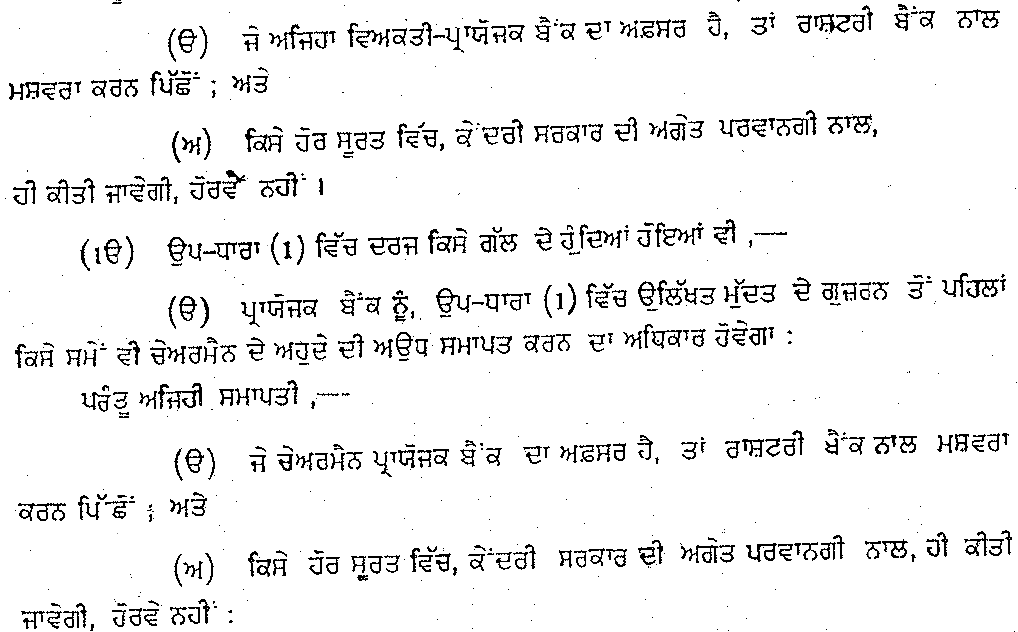 (ੳ) ਜੇ ਅਜਿਹਾ ਵਿਅਕਤੀ-ਪ੍ਰਾਯੋਜਕ ਬੈਂਕ ਦਾ ਅਫ਼ਸਰ ਹੈ, ਤਾਂ ਰਾਸ਼ਟਰੀ ਬੈਂਕ ਨਾਲ
ਮਸ਼ਵਰਾ ਕਰਨ ਪਿੱਛੋਂ ; ਅਤੇ
(ਅ) ਕਿਸੇ ਹੋਰ ਸੂਰਤ ਵਿੱਚ, ਕੇਂਦਰੀ ਸਰਕਾਰ ਦੀ ਅਗੇਤ ਪਰਵਾਨਗੀ ਨਾਲ,
ਹੀ ਕੀਤੀ ਜਾਵੇਗੀ, ਹੋਰਵੇਂ ਨਹੀਂ ।
(1ੳ) ਉਪ-ਧਾਰਾ (1) ਵਿੱਚ ਦਰਜ ਕਿਸੇ ਗੱਲ ਦੇ ਹੁੰਦਿਆਂ ਹੋਇਆਂ ਵੀ ,—
(ੳ) ਪ੍ਰਾਯੋਜਕ ਬੈਂਕ ਨੂੰ, ਉਪ-ਧਾਰਾ (1) ਵਿੱਚ ਉਲਿੱਖਤ ਮੁੱਦਤ ਦੇ ਗੁਜ਼ਰਨ ਤੋਂ ਪਹਿਲਾਂ
ਕਿਸੇ ਸਮੇਂ ਵੀ ਚੇਅਰਮੈਨ ਦੇ ਅਹੁਦੇ ਦੀ ਅਉਧ ਸਮਾਪਤ ਕਰਨ ਦਾ ਅਧਿਕਾਰ ਹੋਵੇਗਾ :
ਪਰੰਤੂ ਅਜਿਹੀ ਸਮਾਪਤੀ ,—
(ੳ) ਜੇ ਚੇਅਰਮੈਨ ਪ੍ਰਾਯੋਜਕ ਬੈਂਕ ਦਾ ਅਫ਼ਸਰ ਹੈ, ਤਾਂ ਰਾਸ਼ਟਰੀ ਬੈਂਕ ਨਾਲ ਮਸ਼ਵਰਾ
ਕਰਨ ਪਿੱਛੋਂ ; ਅਤੇ
(ਅ) ਕਿਸੇ ਹੋਰ ਸੂਰਤ ਵਿੱਚ, ਕੇਂਦਰੀ ਸਰਕਾਰ ਦੀ ਅਗੇਤ ਪਰਵਾਨਗੀ ਨਾਲ, ਹੀ ਕੀਤੀ
ਜਾਵੇਗੀ, ਹੋਰਵੇ ਨਹੀਂ :